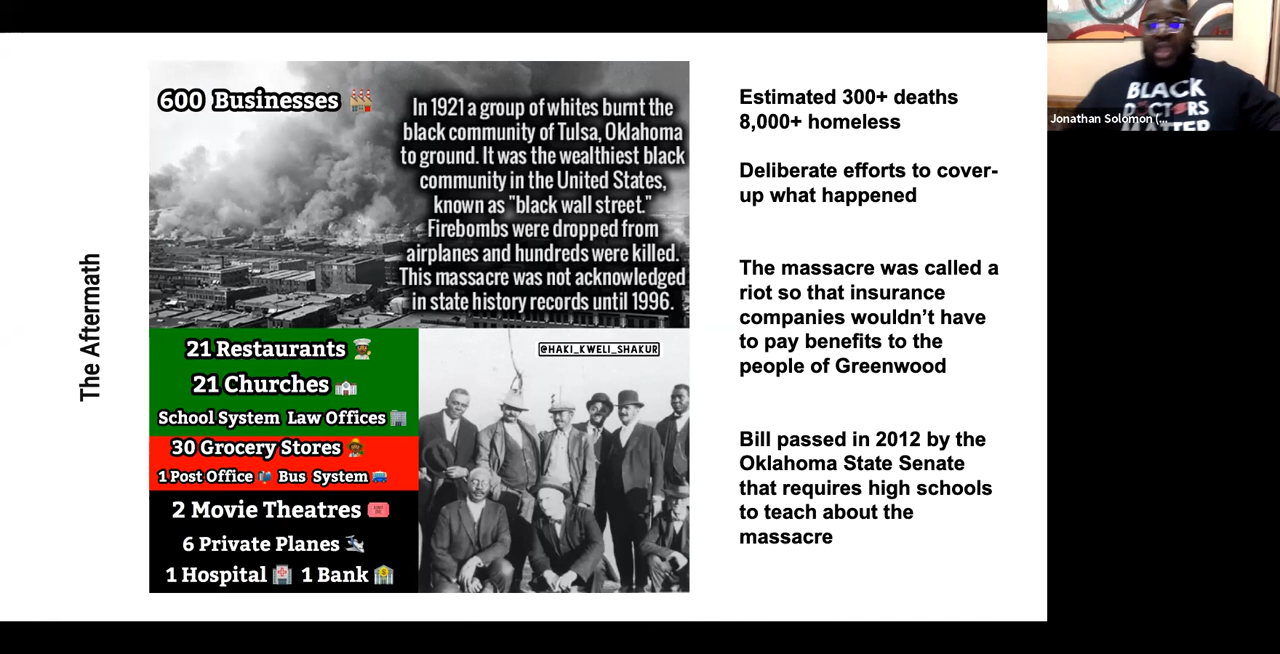 The Aftermath
600 Businesses
In 1921 a group of whites burnt the
black community of Tulsa, Oklahoma
to ground. It was the wealthiest black
community in the United States,
known as "black wall street."
Firebombs were dropped from
airplanes and hundreds were killed.
This massacre was not acknowledged
in state history records until 1996.
21 Restaurants
21 Churches
School System Law Offices
30 Grocery Stores
1 Post Office Bus System
2 Movie Theatres
6 Private Planes
1 Hospital 1 Bank
@HAKI_KWELI_SHAKUR
Estimated 300+ deaths
8,000+ homeless
Deliberate efforts to cover-
up what happened
The massacre was called a
riot so that insurance
companies wouldn’t have
to pay benefits to the
people of Greenwood
Bill passed in 2012 by the
Oklahoma State Senate
that requires high schools
to teach about the
massacre
BLACK
DOCTORS
MATTER
Jonathan Solomon (...